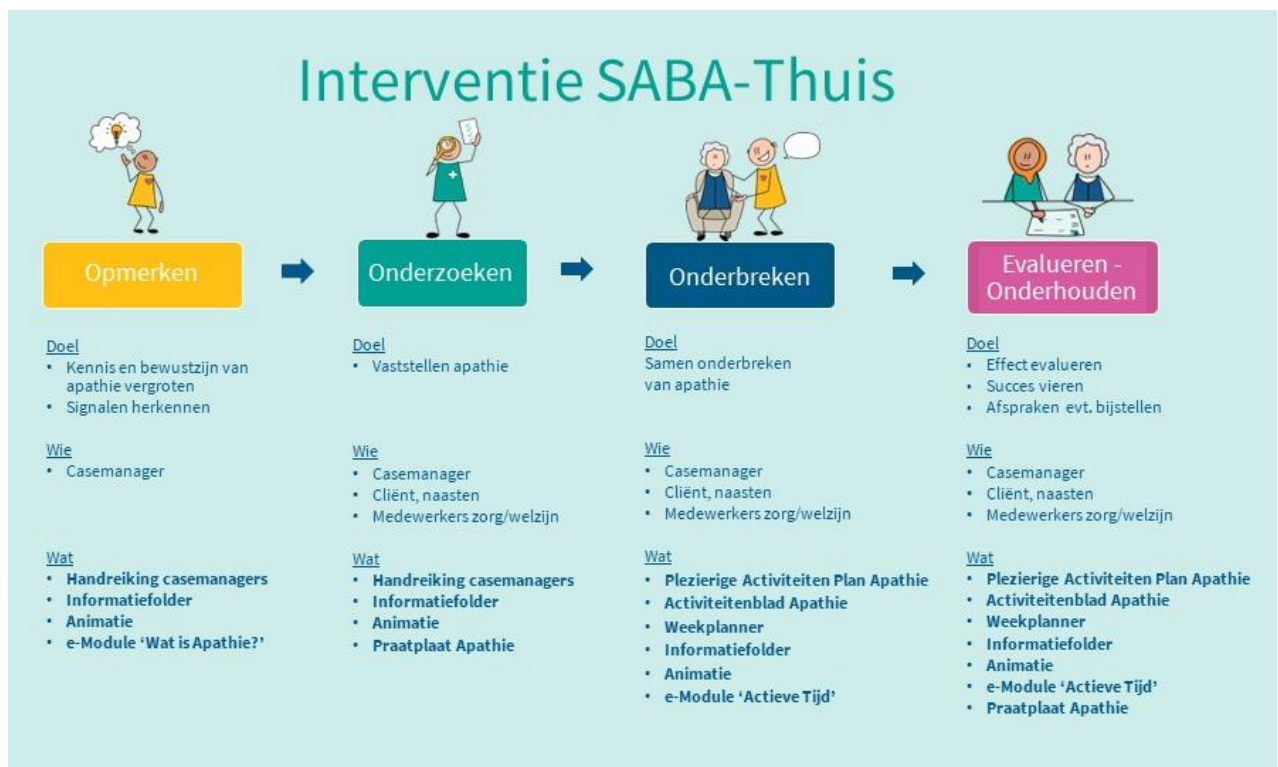 Interventie SABA-Thuis
Opmerken
Doel
• Kennis en bewustzijn van
apathie vergroten
• Signalen herkennen
Wie
• Casemanager
Wat
• Handreiking casemanagers
• Informatiefolder
• Animatie
• e-Module ‘Wat is Apathie?’
Onderzoeken
Doel
• Vaststellen apathie
Wie
• Casemanager
• Cliënt, naasten
• Medewerkers zorg/welzijn
Wat
• Handreiking casemanagers
• Informatiefolder
• Animatie
• Praatplaat Apathie
Onderbreken
Doel
Samen onderbreken
van apathie
Wie
• Casemanager
• Cliënt, naasten
• Medewerkers zorg/welzijn
Wat
• Plezierige Activiteiten Plan Apathie
• Activiteitenblad Apathie
• Weekplanner
• Informatiefolder
• Animatie
• e-Module ‘Actieve Tijd’
Evalueren -
Onderhouden
Doel
• Effect evalueren
• Succes vieren
• Afspraken evt. bijstellen
Wie
• Casemanager
• Cliënt, naasten
• Medewerkers zorg/welzijn
Wat
• Plezierige Activiteiten Plan Apathie
• Activiteitenblad Apathie
• Weekplanner
• Informatiefolder
• Animatie
• e-Module ‘Actieve Tijd’
• Praatplaat Apathie